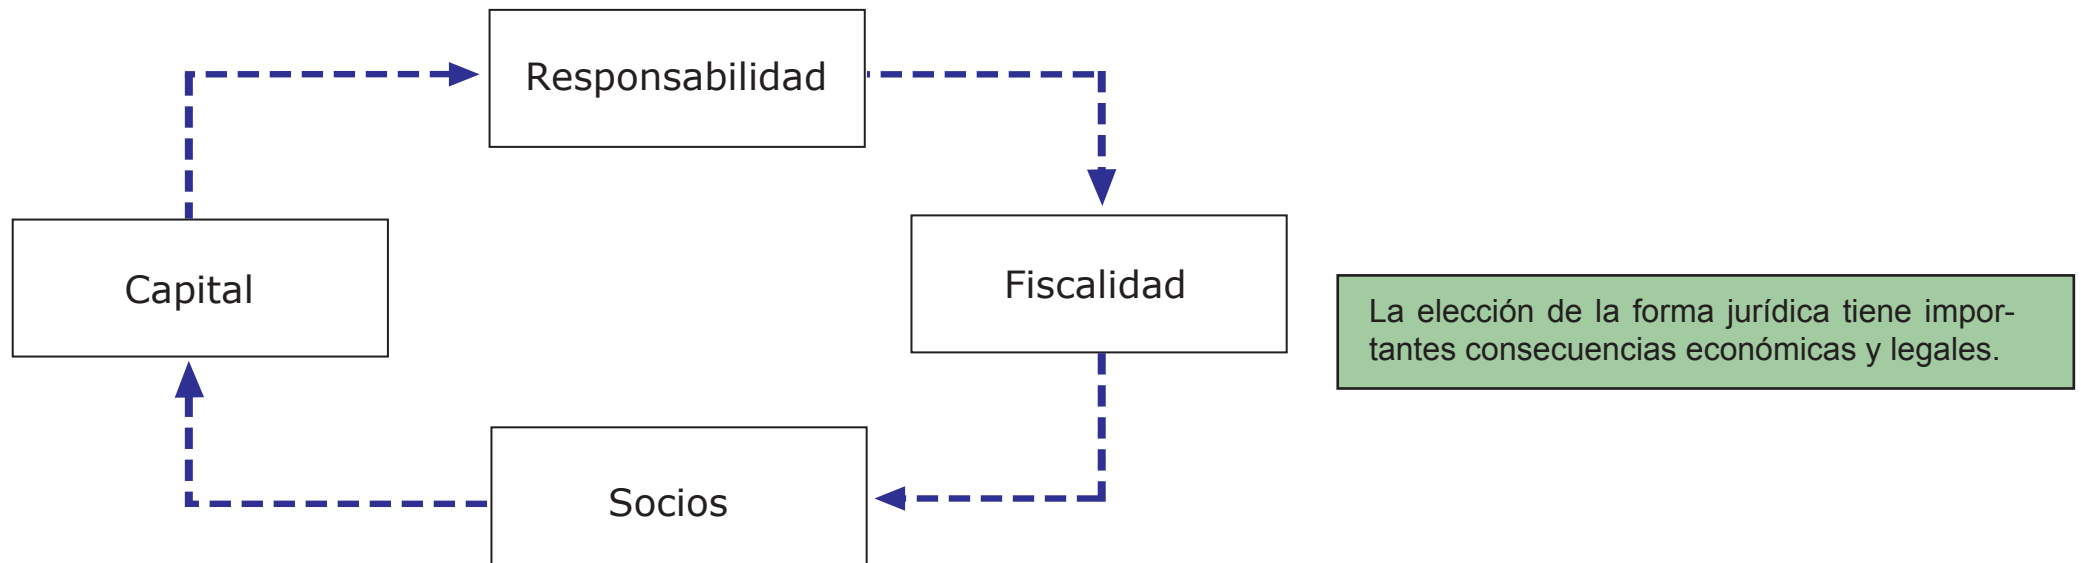 Responsabilidad
Capital
Fiscalidad
La elección de la forma jurídica tiene impor-
tantes consecuencias económicas y legales.
Socios